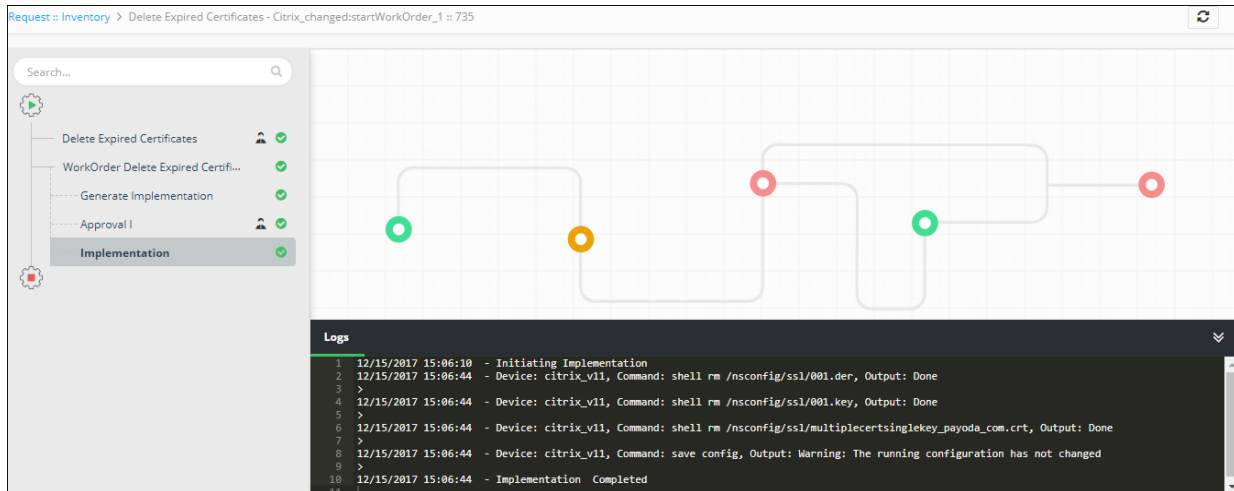 Request :: Inventory > Delete Expired Certificates - Citrix_changed:startWorkOrder_1 :: 735
Search...
Delete Expired Certificates
WorkOrder Delete Expired Certifi...
Generate Implementation
Approval I
Implementation
Logs
1 12/15/2017 15:06:10 - Initiating Implementation
2 12/15/2017 15:06:44 - Device: citrix_v11, Command: shell rm /nsconfig/ssl/001.der, Output: Done
3 >
4 12/15/2017 15:06:44 - Device: citrix_v11, Command: shell rm /nsconfig/ssl/001.key, Output: Done
5 >
6 12/15/2017 15:06:44 - Device: citrix_v11, Command: shell rm /nsconfig/ssl/multiplecertsinglekey_payoda_com.crt, Output: Done
7 >
8 12/15/2017 15:06:44 - Device: citrix_v11, Command: save config, Output: Warning: The running configuration has not changed
9 >
10 12/15/2017 15:06:44 - Implementation Completed
11